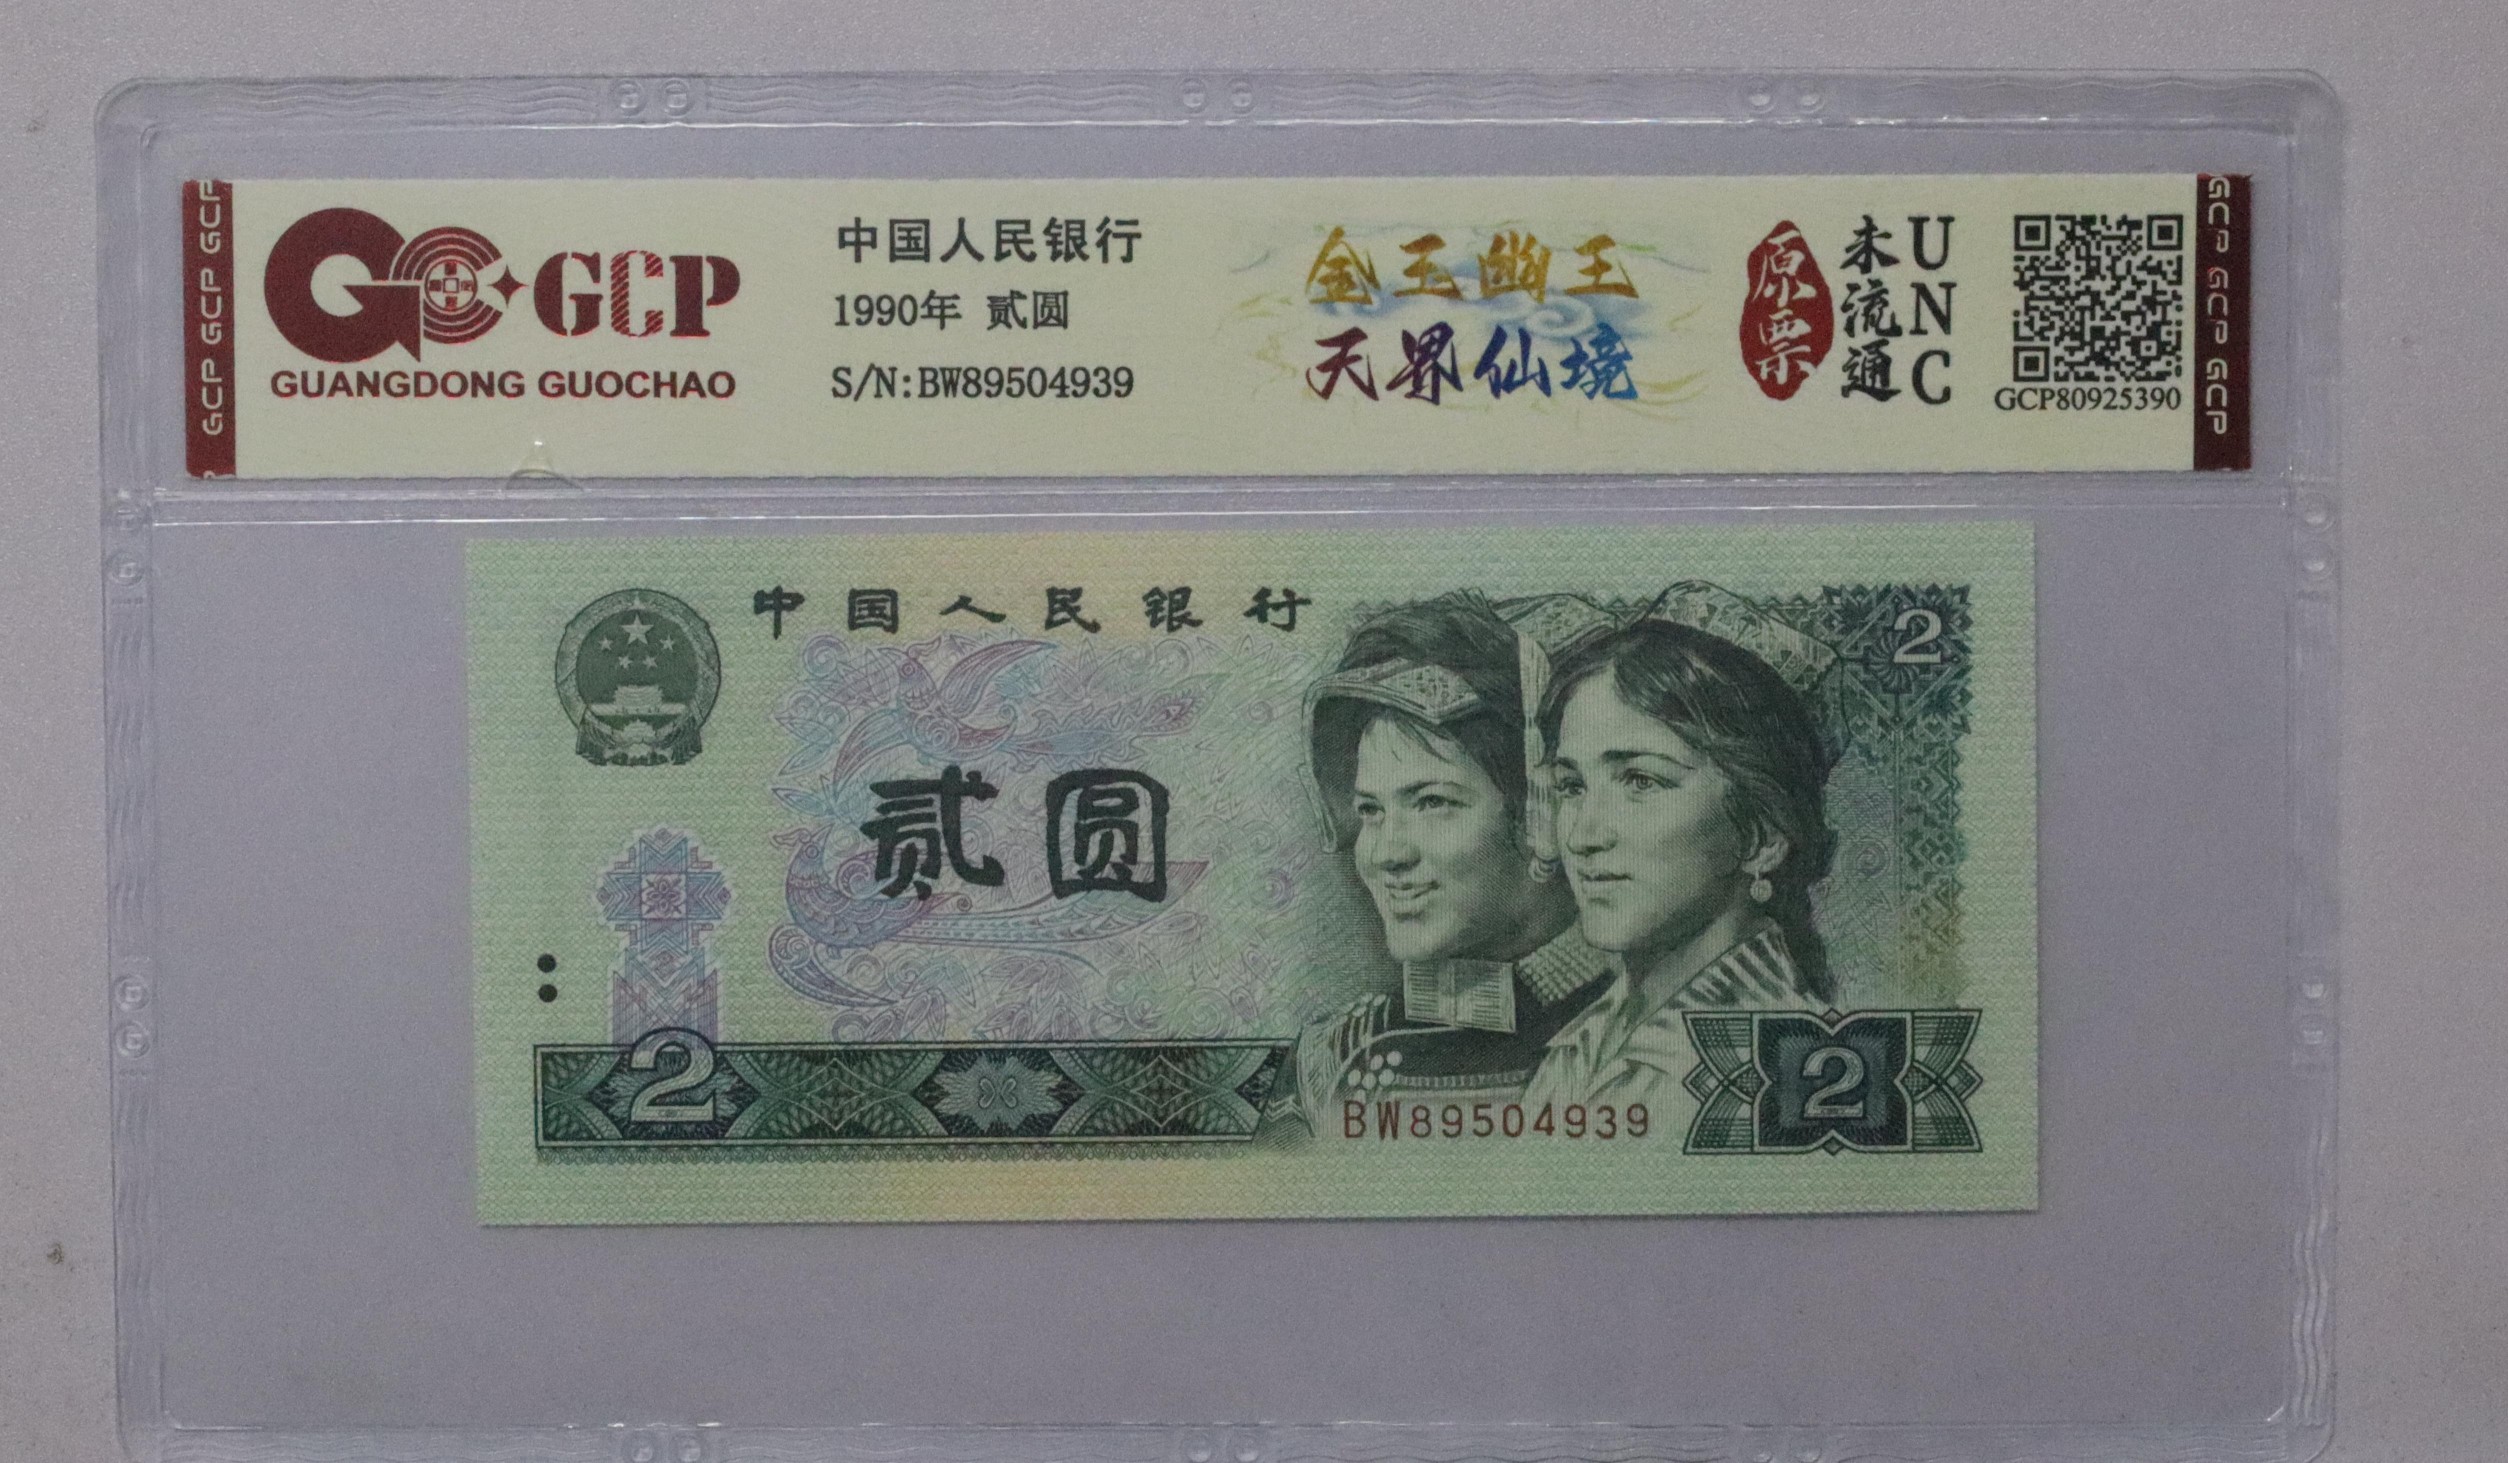 GCP GCP GCP
GCP
GUANGDONG GUOCHAO
中国人民银行
1990年 贰圆
S/N:BW89504939
金玉幽王
天界仙境
原票
未流通
UNC
GCP80925390
GCP GCP GCP
中国人民银行
2
贰圆
2
BW89504939
2